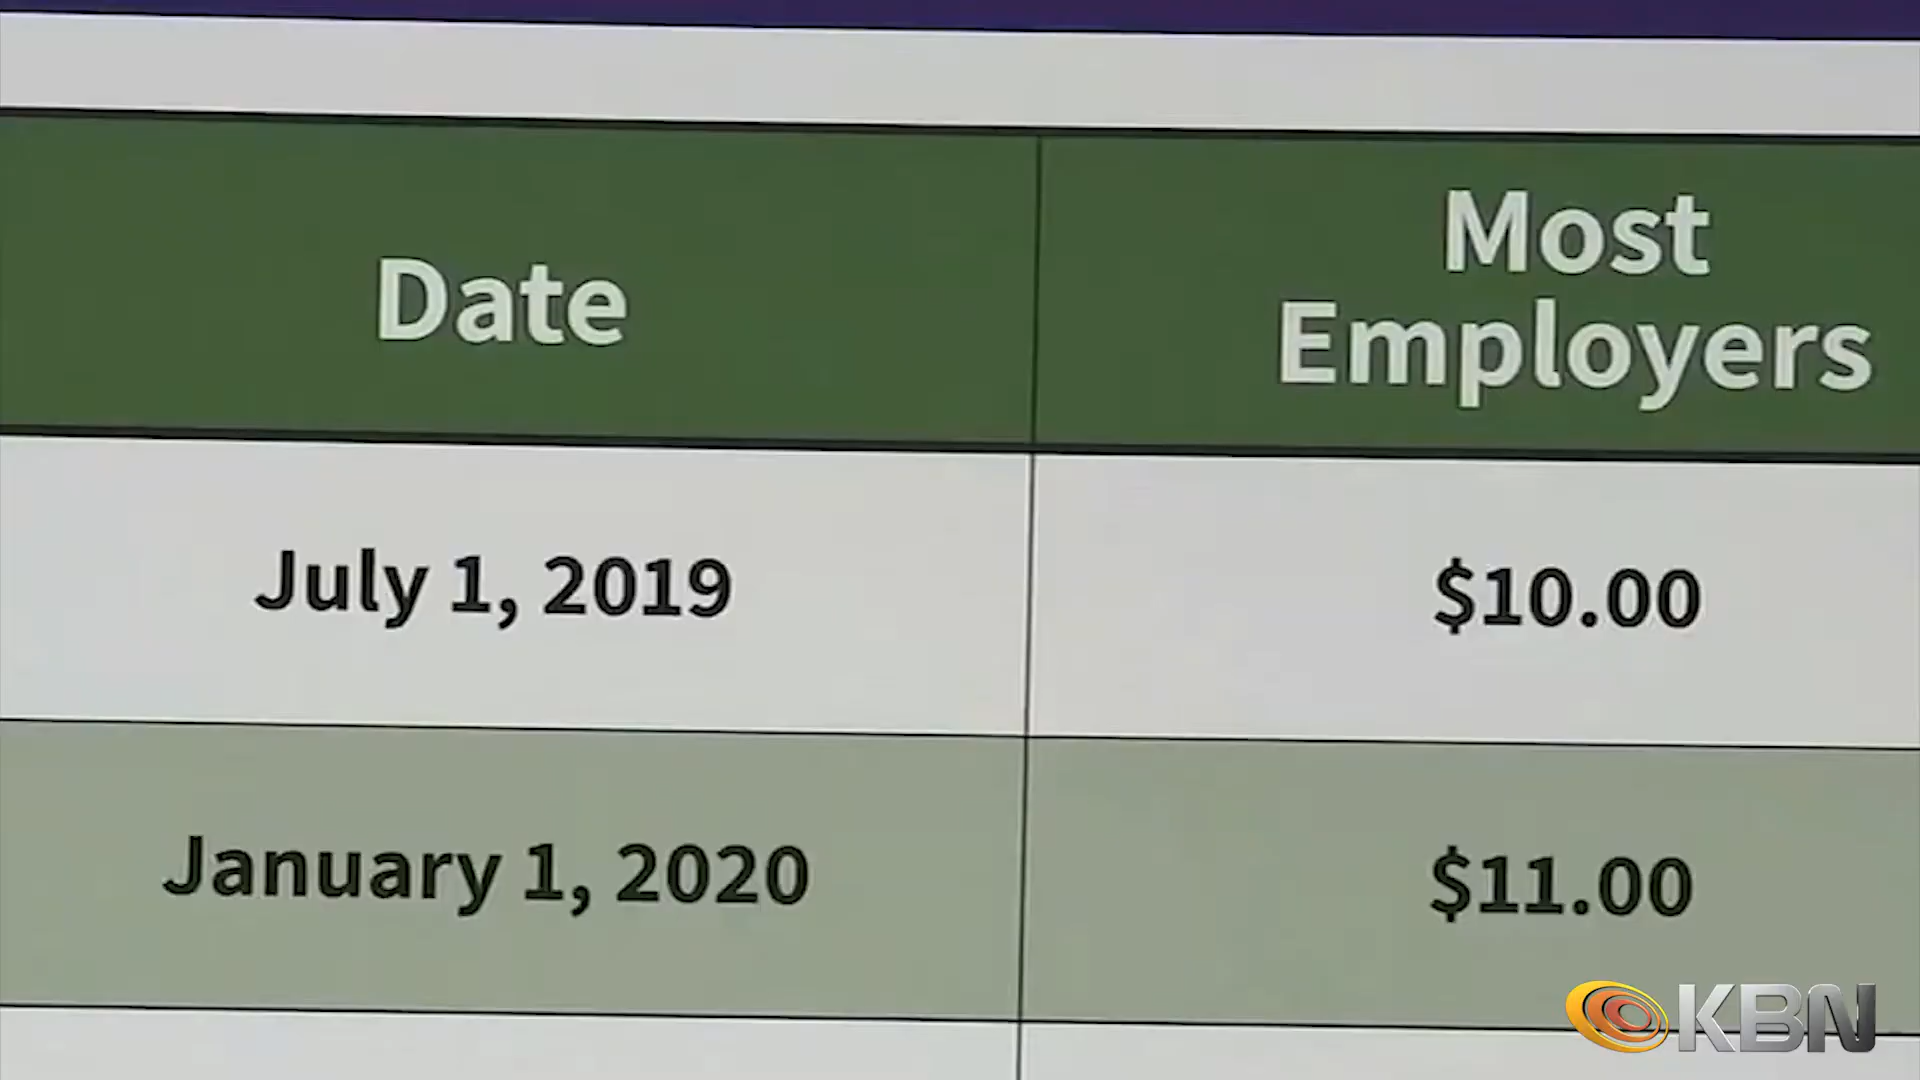 Date
Most
Employers
July 1, 2019
$10.00
January 1, 2020
$11.00
KBN